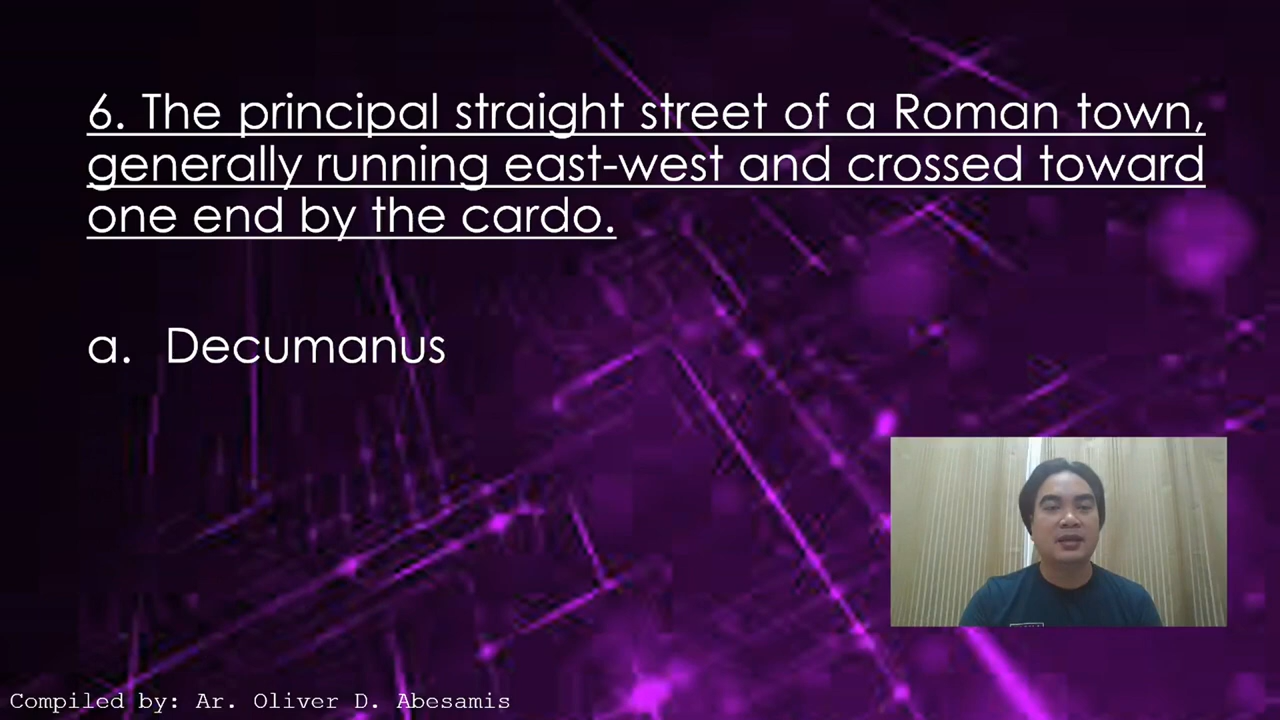 6. The principal straight street of a Roman town,
generally running east-west and crossed toward
one end by the cardo.
a. Decumanus
Compiled by: Ar. Oliver D. Abesamis